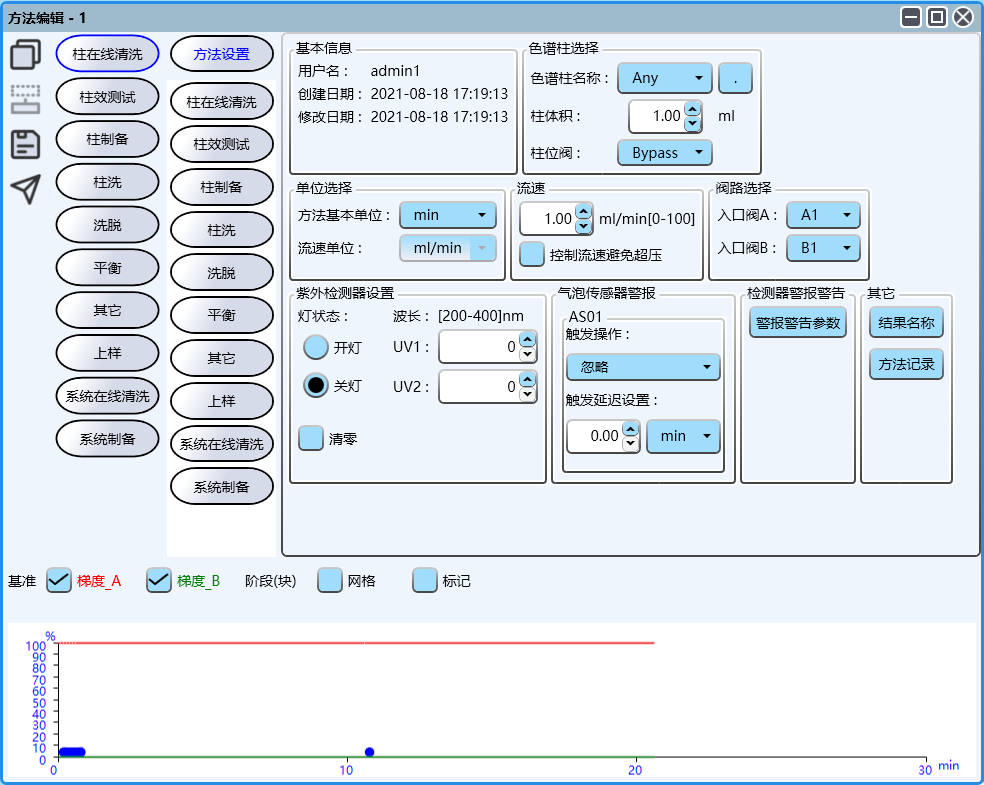 方法编辑 - 1
柱在线清洗
柱效测试
柱制备
柱洗
洗脱
平衡
其它
上样
系统在线清洗
系统制备
方法设置
柱在线清洗
柱效测试
柱制备
柱洗
洗脱
平衡
其它
上样
系统在线清洗
系统制备
基本信息
用户名： admin1
创建日期： 2021-08-18 17:19:13
修改日期： 2021-08-18 17:19:13
色谱柱选择
色谱柱名称： Any .
柱体积： 1.00 ml
柱位阀： Bypass
单位选择
方法基本单位： min
流速单位： ml/min
流速
1.00 ml/min[0-100]
控制流速避免超压
阀路选择
入口阀A： A1
入口阀B： B1
紫外检测器设置
灯状态： 波长： [200-400]nm
开灯 UV1： 0
关灯 UV2： 0
清零
气泡传感器警报
AS01
触发操作：
忽略
触发延迟设置：
0.00 min
检测器警报警告
警报警告参数
其它
结果名称
方法记录
基准 梯度_A 梯度_B 阶段(块) 网格 标记
%
100
90
80
70
60
50
40
30
20
10
0
0 10 20 30 min